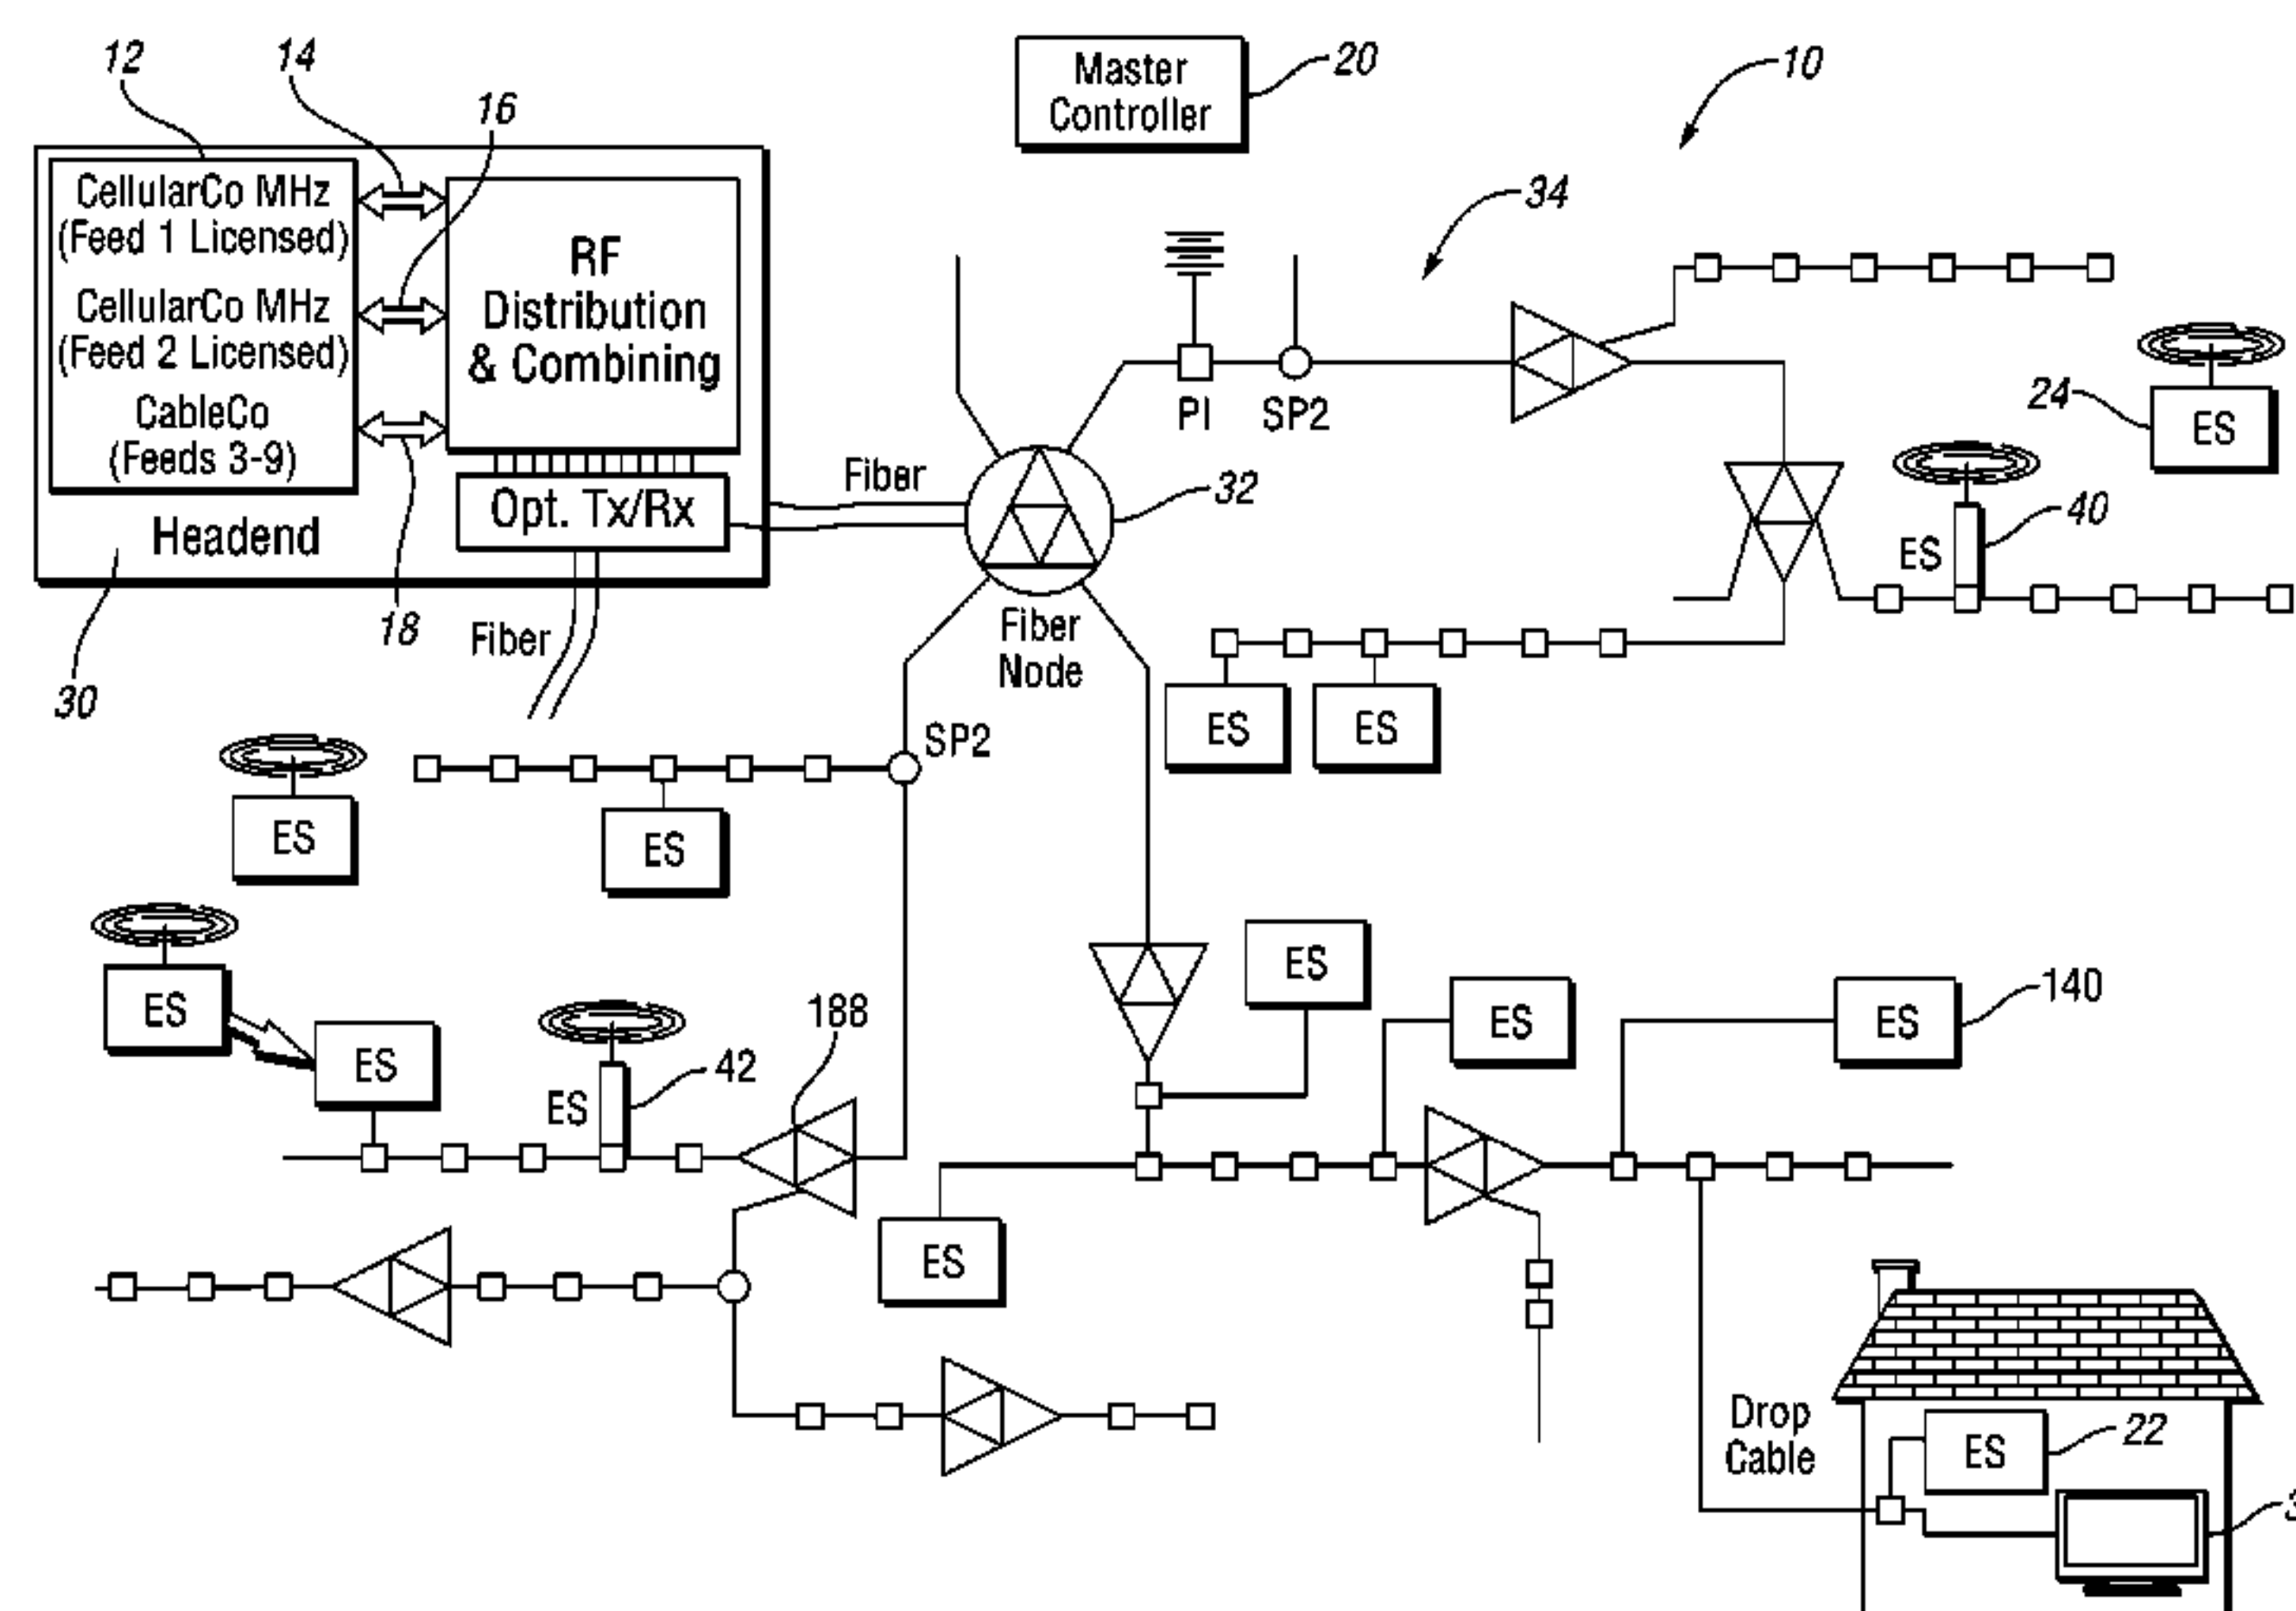 12
14
16
Master
Controller
20
10
34
CellularCo MHz
(Feed 1 Licensed)
CellularCo MHz
(Feed 2 Licensed)
CableCo
(Feeds 3-9)
RF
Distribution
& Combining
Opt. Tx/Rx
Headend
18
30
Fiber
Fiber
32
Fiber
Node
PI
SP2
24
ES
ES
40
ES
ES
SP2
ES
ES
ES
ES
ES
42
188
ES
ES
ES
140
ES
Drop
Cable
ES
22